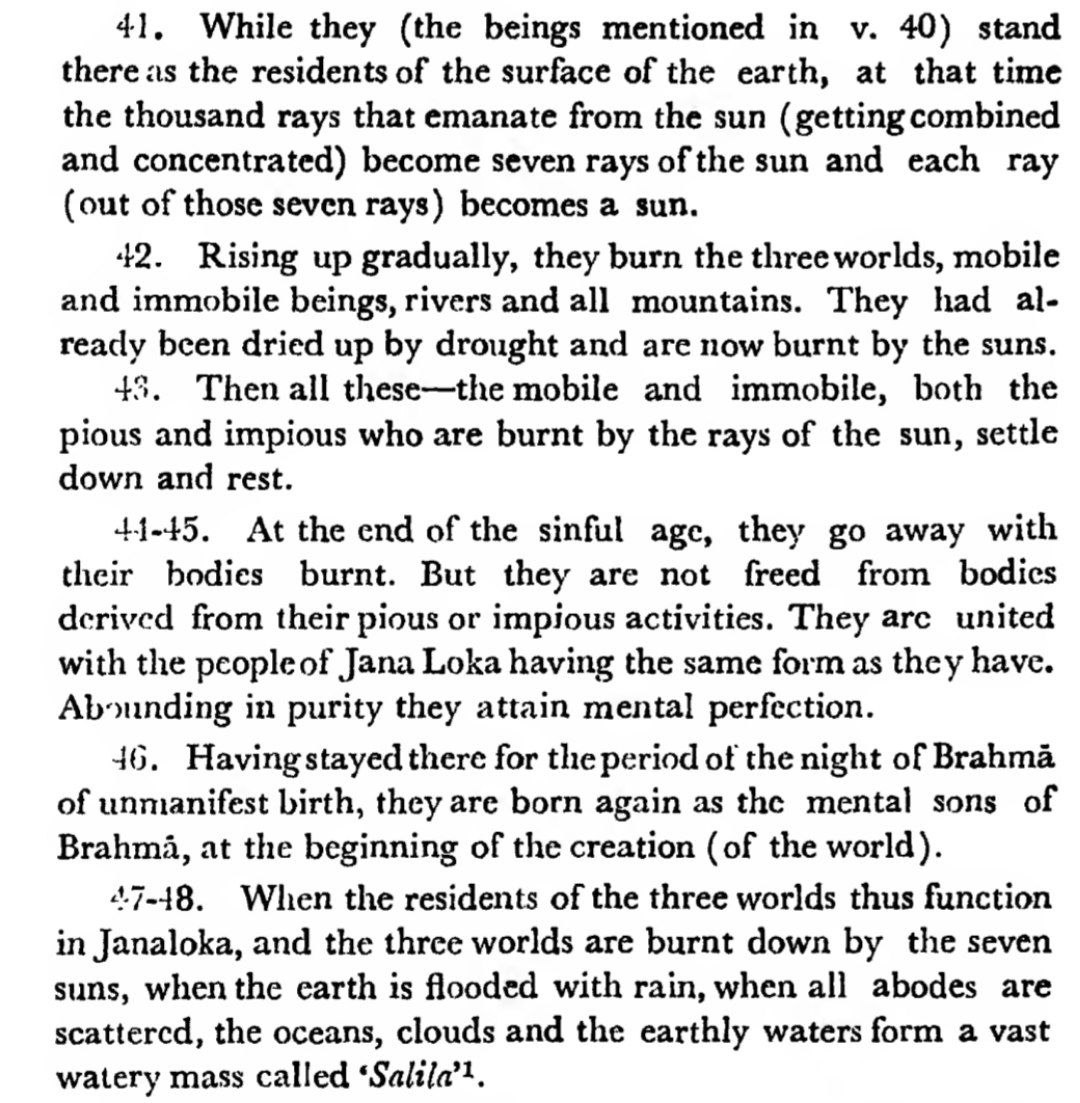 41. While they (the beings mentioned in v. 40) stand
there as the residents of the surface of the earth, at that time
the thousand rays that emanate from the sun (getting combined
and concentrated) become seven rays of the sun and each ray
(out of those seven rays) becomes a sun.
42. Rising up gradually, they burn the three worlds, mobile
and immobile beings, rivers and all mountains. They had al-
ready been dried up by drought and are now burnt by the suns.
43. Then all these—the mobile and immobile, both the
pious and impious who are burnt by the rays of the sun, settle
down and rest.
44-45. At the end of the sinful age, they go away with
their bodies burnt. But they are not freed from bodies
derived from their pious or impious activities. They are united
with the people of Jana Loka having the same form as they have.
Abounding in purity they attain mental perfection.
46. Having stayed there for the period of the night of Brahmā
of unmanifest birth, they are born again as the mental sons of
Brahmā, at the beginning of the creation (of the world).
47-48. When the residents of the three worlds thus function
in Janaloka, and the three worlds are burnt down by the seven
suns, when the earth is flooded with rain, when all abodes are
scattered, the oceans, clouds and the earthly waters form a vast
watery mass called ‘Salila’¹.